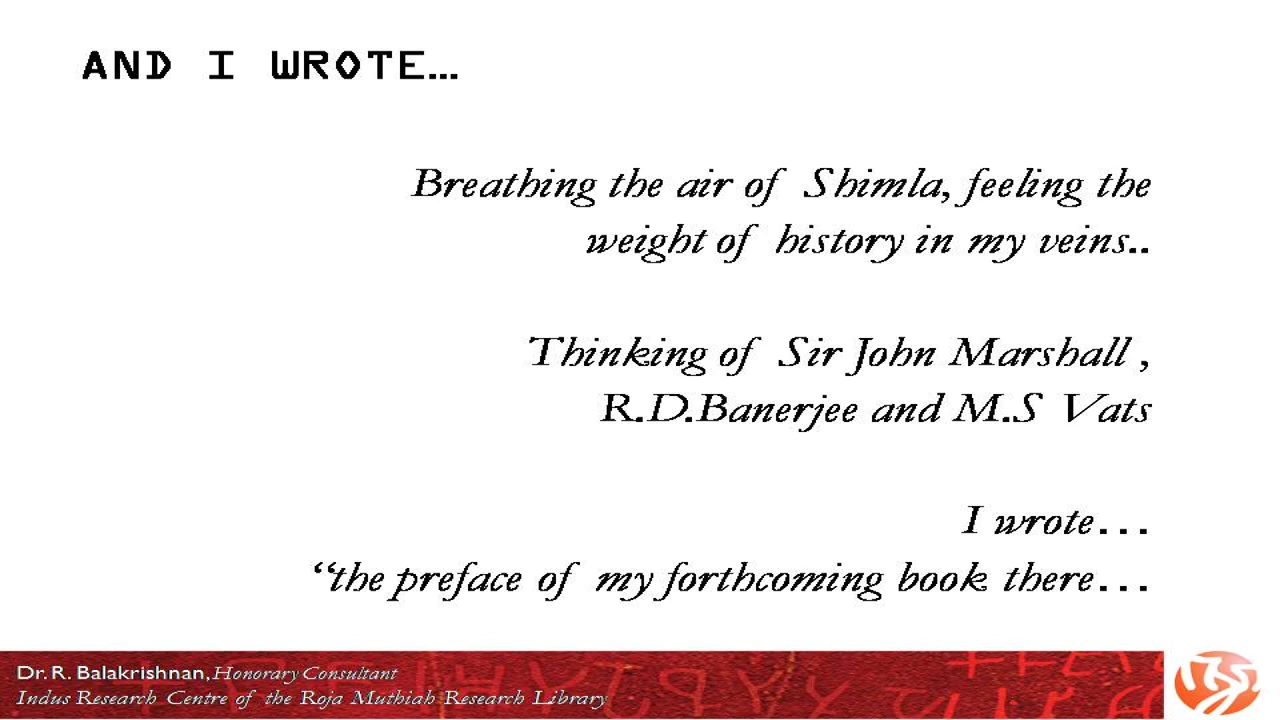 AND I WROTE…
Breathing the air of Shimla, feeling the
weight of history in my veins..
Thinking of Sir John Marshall ,
R.D.Banerjee and M.S Vats
I wrote…
“the preface of my forthcoming book there…
Dr. R. Balakrishnan, Honorary Consultant
Indus Research Centre of the Roja Muthiah Research Library